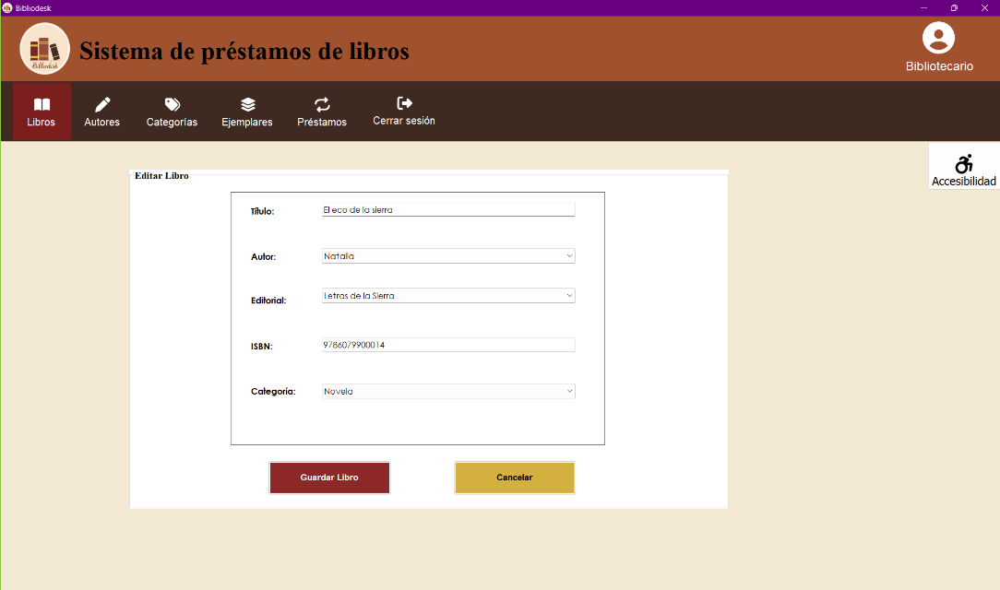 Bibliodesk
Sistema de préstamos de libros
Bibliodesk
Bibliotecario
Libros
Autores
Categorías
Ejemplares
Préstamos
Cerrar sesión
Accesibilidad
Editar Libro
Título:
El eco de la sierra
Autor:
Natalia
Editorial:
Letras de la Sierra
ISBN:
9786079900014
Categoría:
Novela
Guardar Libro
Cancelar